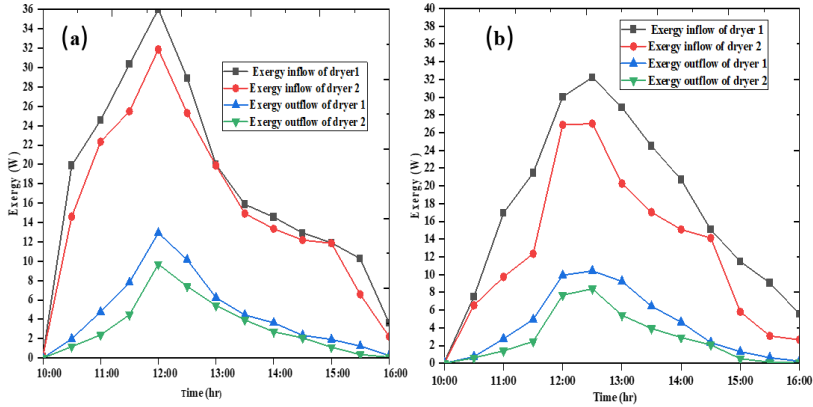 (a)
36
34
32
30
28
26
24
22
20
18
16
14
12
10
8
6
4
2
0
Exergy (W)
Exergy inflow of dryer1
Exergy inflow of dryer 2
Exergy outflow of dryer 1
Exergy outflow of dryer 2
10:00 11:00 12:00 13:00 14:00 15:00 16:00
Time (hr)
(b)
40
38
36
34
32
30
28
26
24
22
20
18
16
14
12
10
8
6
4
2
0
Exergy (W)
Exergy inflow of dryer 1
Exergy inflow of dryer 2
Exergy outflow of dryer 1
Exergy outflow of dryer 2
10:00 11:00 12:00 13:00 14:00 15:00 16:00
Time (hr)